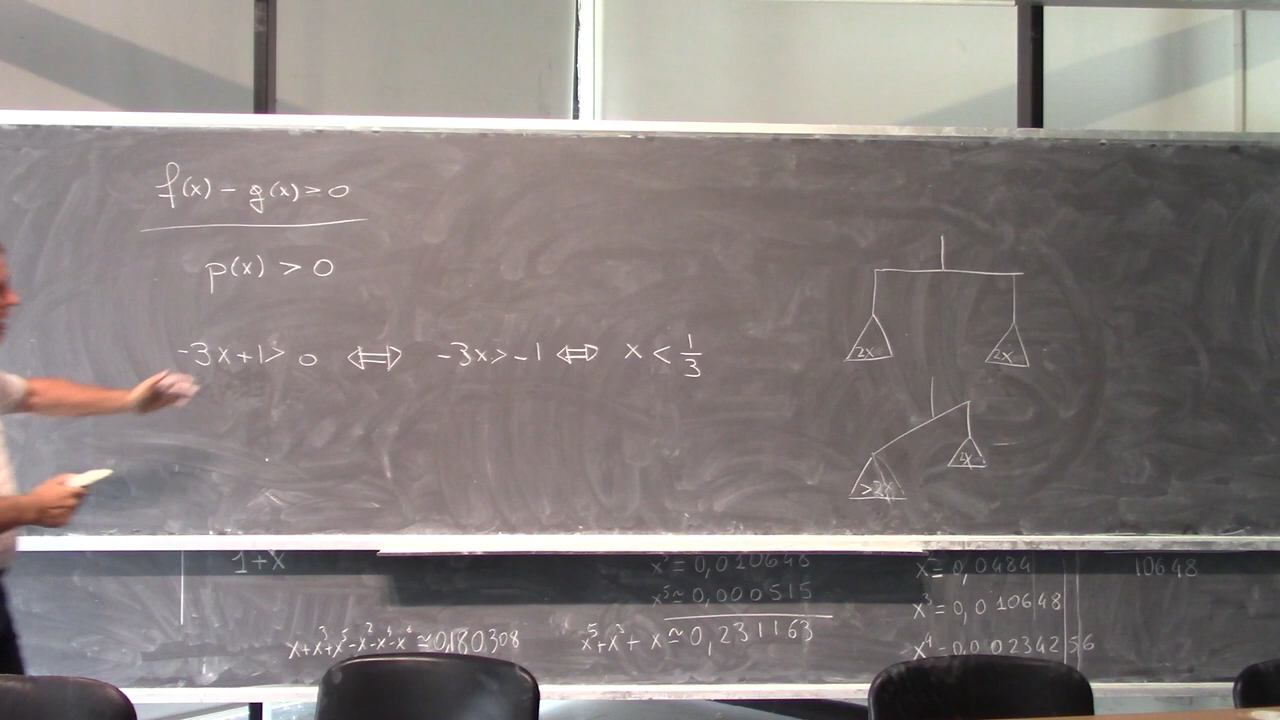 f(x) - g(x) > 0
p(x) > 0
-3x+1 > 0 ⟺ -3x > -1 ⟺ x < 1/3
2x 2x
2x
>2x
1+x
x³ = 0,010648
x⁵ ≃ 0,000515
x⁵+x³+x ≃ 0,231163
x+x³+x⁵-x²-x⁴-x⁶ ≃ 0,180308
x² = 0,0484
x³ = 0,010648
x⁴ = 0,00234256
10648